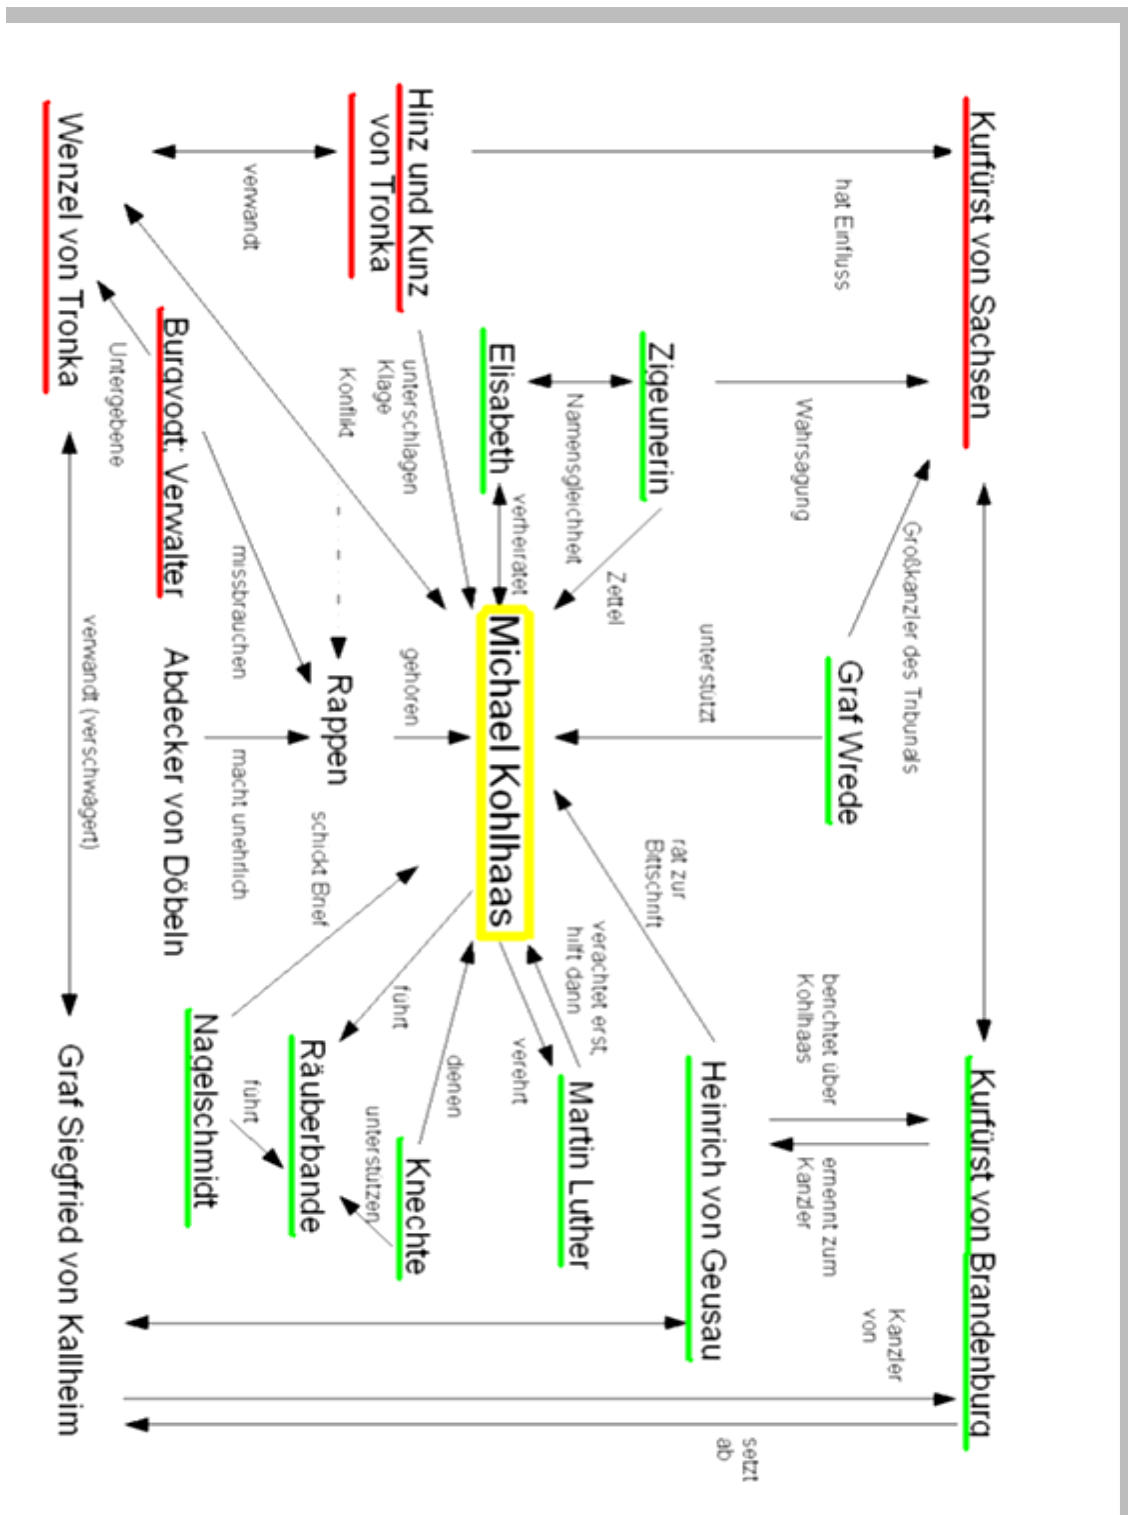 Kurfürst von Sachsen
Kurfürst von Brandenburg
Großkanzler des Tribunals
Kanzler
von
hat Einfluss
Graf Wrede
berichtet über
Kohlhaas
ernennt zum
Kanzler
Wahrsagung
setzt
ab
unterstützt
Heinrich von Geusau
rät zur
Bittschrift
Zigeunerin
Zettel
verachtet erst,
hilft dann
Martin Luther
Namensgleichheit
verheiratet
verehrt
Elisabeth
Michael Kohlhaas
dienen
Hinz und Kunz
von Tronka
unterschlagen
Klage
gehören
führt
Knechte
unterstützen
Konflikt
Rappen
schickt Brief
Räuberbande
verwandt
missbrauchen
macht unehrlich
führt
Nagelschmidt
Burgvogt; Verwalter
Abdecker von Döbeln
Untergebene
verwandt (verschwägert)
Wenzel von Tronka
Graf Siegfried von Kallheim